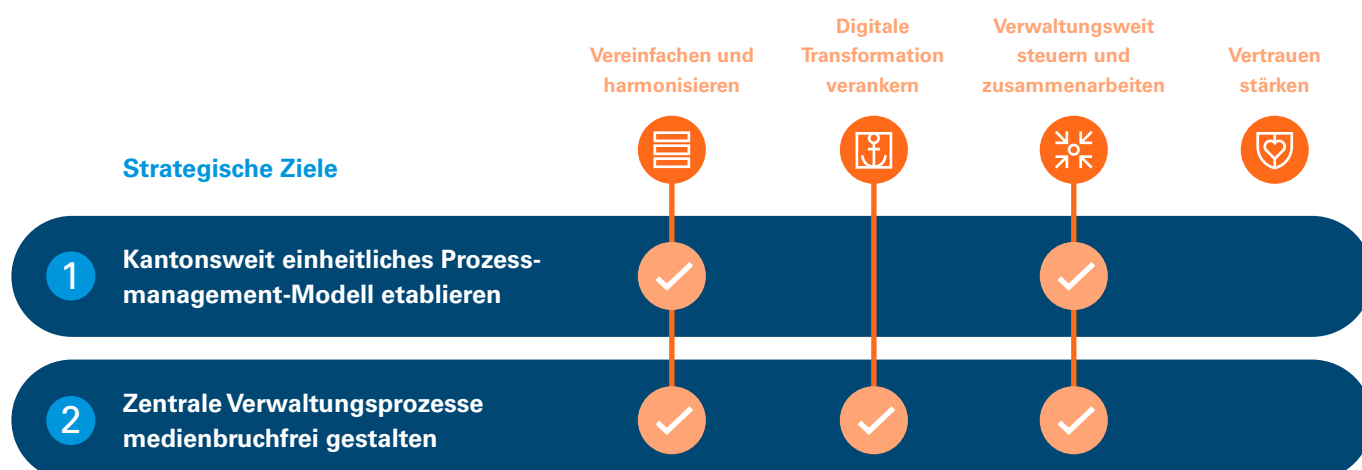 Vereinfachen und
harmonisieren
Digitale
Transformation
verankern
Verwaltungsweit
steuern und
zusammenarbeiten
Vertrauen
stärken
Strategische Ziele
1
Kantonsweit einheitliches Prozess-
management-Modell etablieren
2
Zentrale Verwaltungsprozesse
medienbruchfrei gestalten